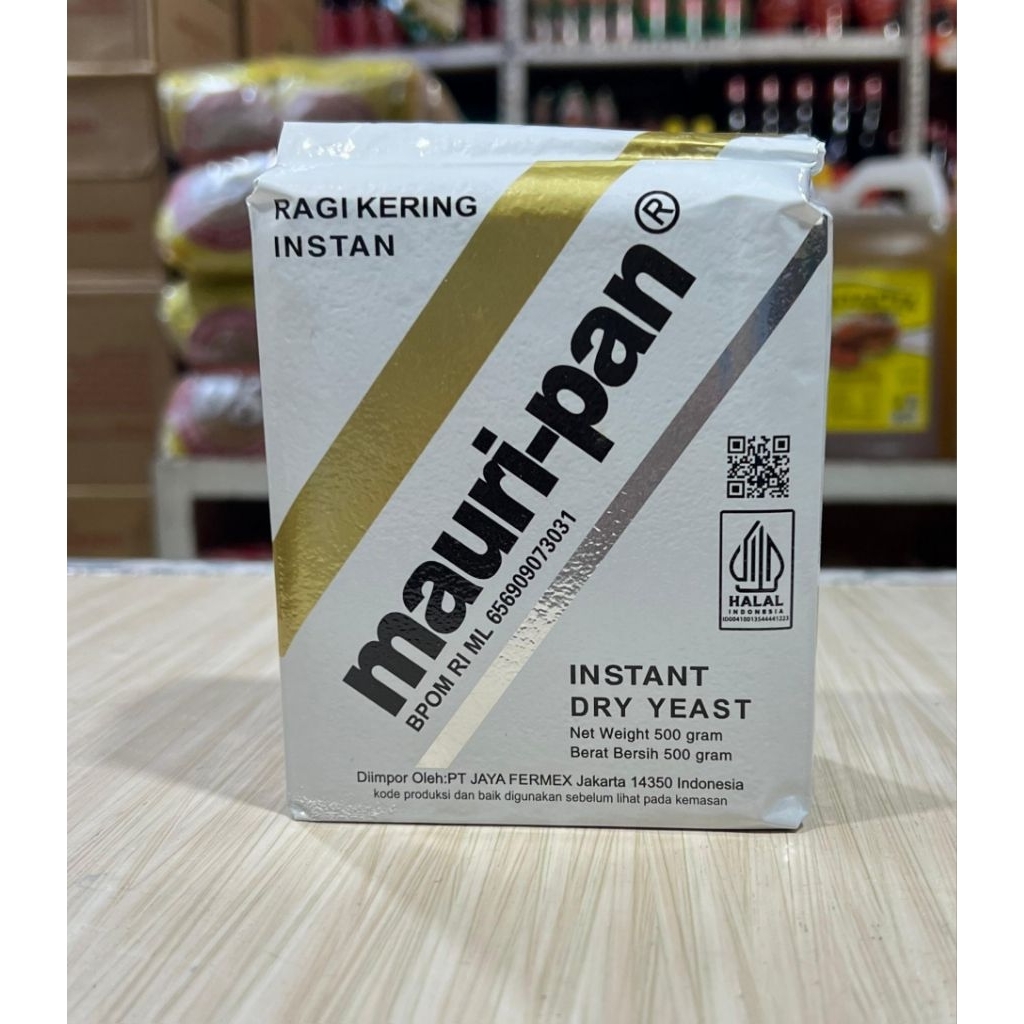 RAGI KERING
INSTAN
mauri-pan®
BPOM RI ML 656909073031
HALAL
INDONESIA
ID00410013544441223
INSTANT
DRY YEAST
Net Weight 500 gram
Berat Bersih 500 gram
Diimpor Oleh:PT JAYA FERMEX Jakarta 14350 Indonesia
kode produksi dan baik digunakan sebelum lihat pada kemasan